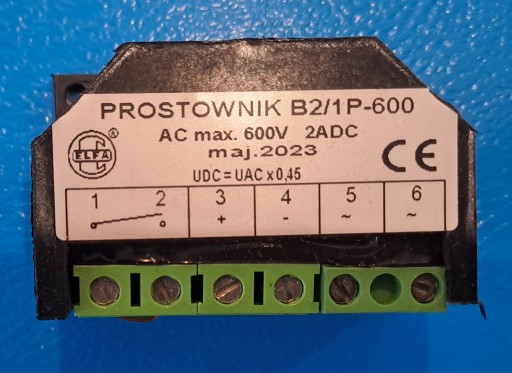 PROSTOWNIK B2/1P-600
AC max. 600V 2ADC
maj.2023
UDC = UAC x 0,45
ELFA ®
CE
1 2 3 4 5 6
+ - ~ ~